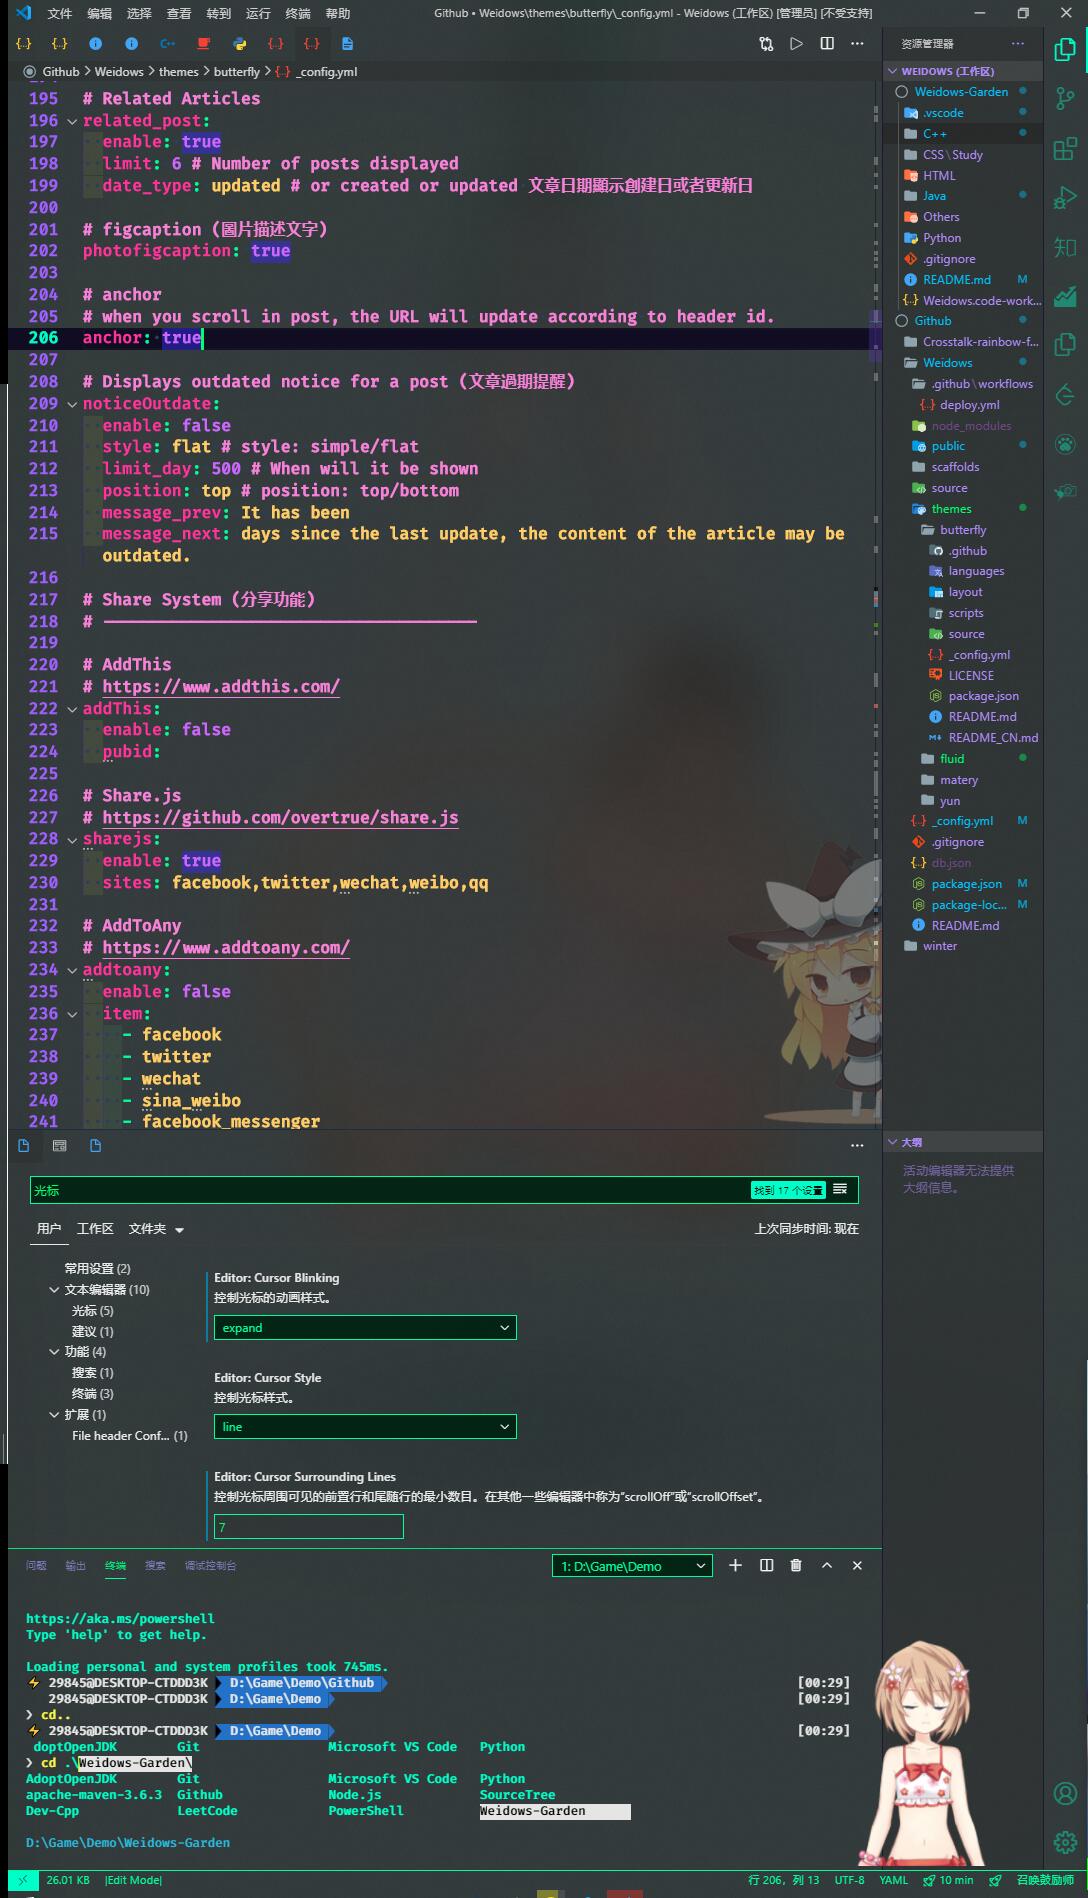 文件 编辑 选择 查看 转到 运行 终端 帮助 Github • Weidows\themes\butterfly\_config.yml - Weidows (工作区) [管理员] [不受支持]
Github > Weidows > themes > butterfly > _config.yml
195 # Related Articles
196 related_post:
197 enable: true
198 limit: 6 # Number of posts displayed
199 date_type: updated # or created or updated 文章日期顯示創建日或者更新日
200
201 # figcaption (圖片描述文字)
202 photofigcaption: true
203
204 # anchor
205 # when you scroll in post, the URL will update according to header id.
206 anchor: true
207
208 # Displays outdated notice for a post (文章過期提醒)
209 noticeOutdate:
210 enable: false
211 style: flat # style: simple/flat
212 limit_day: 500 # When will it be shown
213 position: top # position: top/bottom
214 message_prev: It has been
215 message_next: days since the last update, the content of the article may be
outdated.
216
217 # Share System (分享功能)
218 # --------------------------------------
219
220 # AddThis
221 # https://www.addthis.com/
222 addThis:
223 enable: false
224 pubid:
225
226 # Share.js
227 # https://github.com/overtrue/share.js
228 sharejs:
229 enable: true
230 sites: facebook,twitter,wechat,weibo,qq
231
232 # AddToAny
233 # https://www.addtoany.com/
234 addtoany:
235 enable: false
236 item:
237 - facebook
238 - twitter
239 - wechat
240 - sina_weibo
241 - facebook_messenger
资源管理器
WEIDOWS (工作区)
Weidows-Garden
.vscode
C++
CSS\Study
HTML
Java
Others
Python
.gitignore
README.md M
Weidows.code-work...
Github
Crosstalk-rainbow-f...
Weidows
.github\workflows
deploy.yml
node_modules
public
scaffolds
source
themes
butterfly
.github
languages
layout
scripts
source
_config.yml
LICENSE
package.json
README.md
README_CN.md
fluid
matery
yun
_config.yml M
.gitignore
db.json
package.json M
package-loc... M
README.md
winter
知
大纲
活动编辑器无法提供
大纲信息。
光标 找到 17 个设置
用户 工作区 文件夹 上次同步时间: 现在
常用设置 (2)
文本编辑器 (10)
光标 (5)
建议 (1)
功能 (4)
搜索 (1)
终端 (3)
扩展 (1)
File header Conf... (1)
Editor: Cursor Blinking
控制光标的动画样式。
expand
Editor: Cursor Style
控制光标样式。
line
Editor: Cursor Surrounding Lines
控制光标周围可见的前置行和尾随行的最小数目。在其他一些编辑器中称为"scrollOff"或"scrollOffset"。
7
问题 输出 终端 搜索 调试控制台 1: D:\Game\Demo
https://aka.ms/powershell
Type 'help' to get help.
Loading personal and system profiles took 745ms.
29845@DESKTOP-CTDDD3K D:\Game\Demo\Github [00:29]
29845@DESKTOP-CTDDD3K D:\Game\Demo [00:29]
❯ cd..
29845@DESKTOP-CTDDD3K D:\Game\Demo [00:29]
doptOpenJDK Git Microsoft VS Code Python
❯ cd .\Weidows-Garden\
AdoptOpenJDK Git Microsoft VS Code Python
apache-maven-3.6.3 Github Node.js SourceTree
Dev-Cpp LeetCode PowerShell Weidows-Garden
D:\Game\Demo\Weidows-Garden
26.01 KB |Edit Mode| 行 206，列 13 UTF-8 YAML 10 min 召唤鼓励师